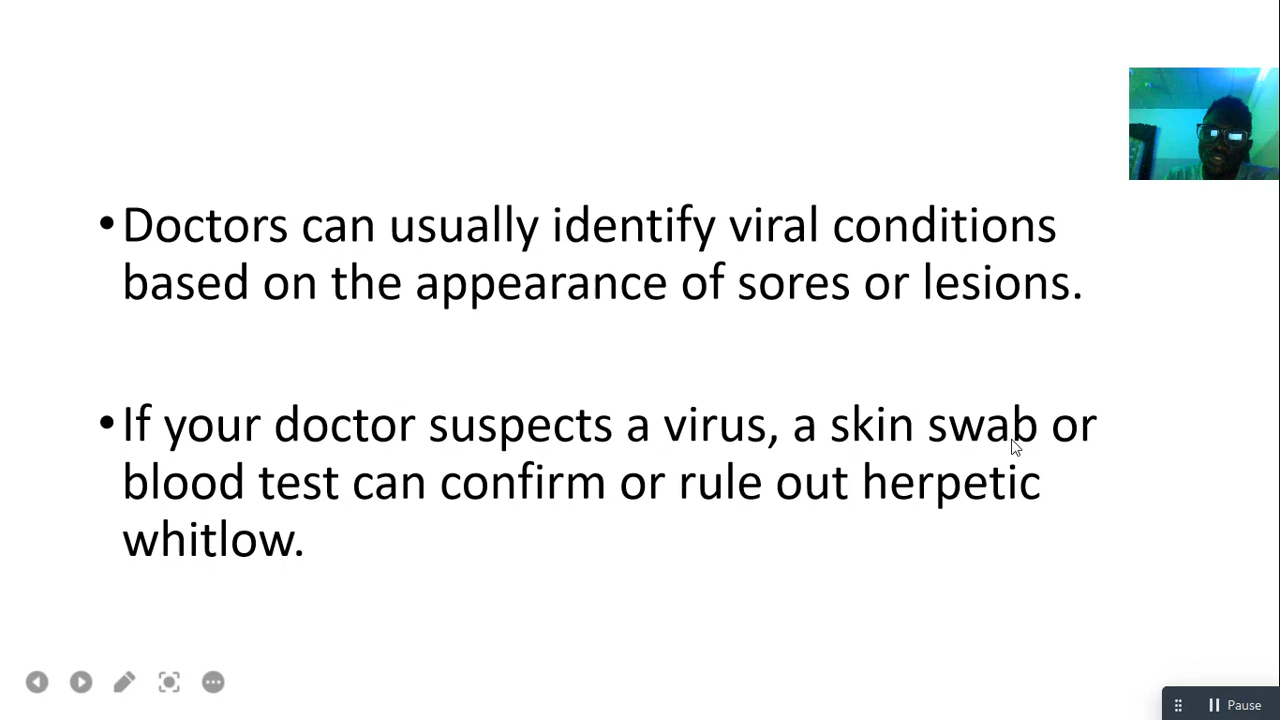 •Doctors can usually identify viral conditions
based on the appearance of sores or lesions.
•If your doctor suspects a virus, a skin swab or
blood test can confirm or rule out herpetic
whitlow.
Pause